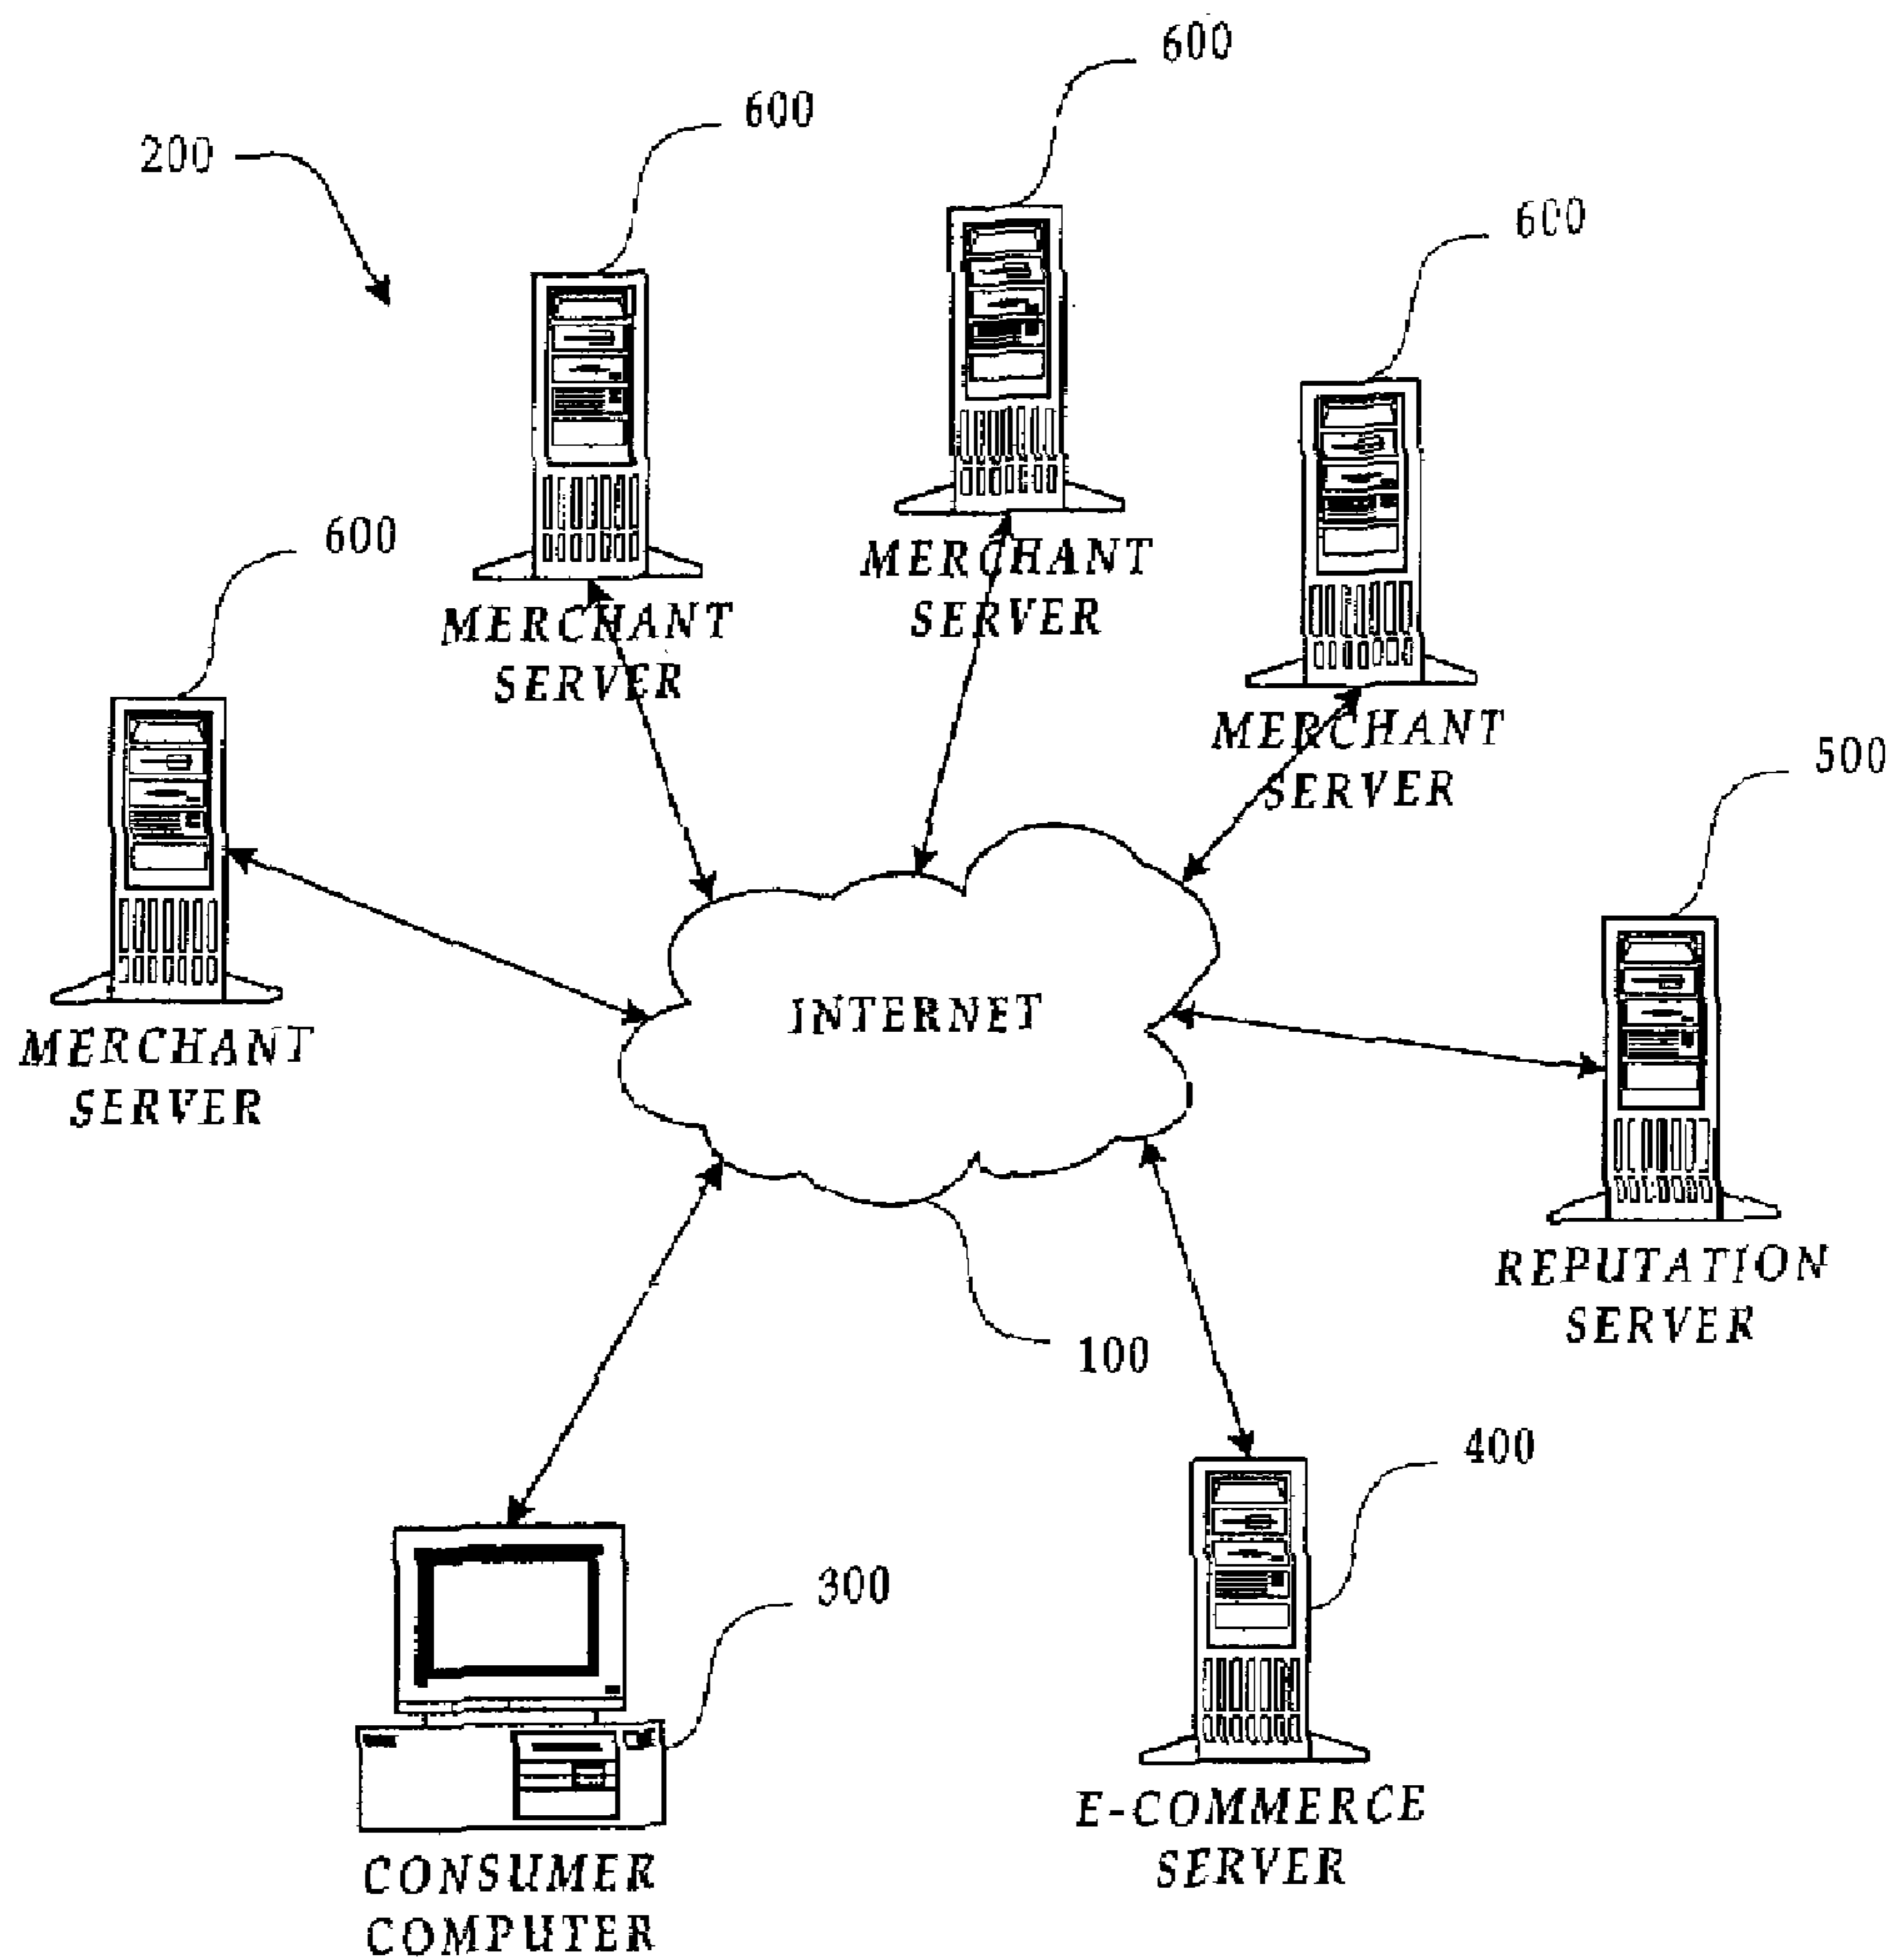 600
600
200
600
600
MERCHANT
SERVER
MERCHANT
SERVER
MERCHANT
SERVER
500
INTERNET
MERCHANT
SERVER
REPUTATION
SERVER
100
400
300
E-COMMERCE
SERVER
CONSUMER
COMPUTER